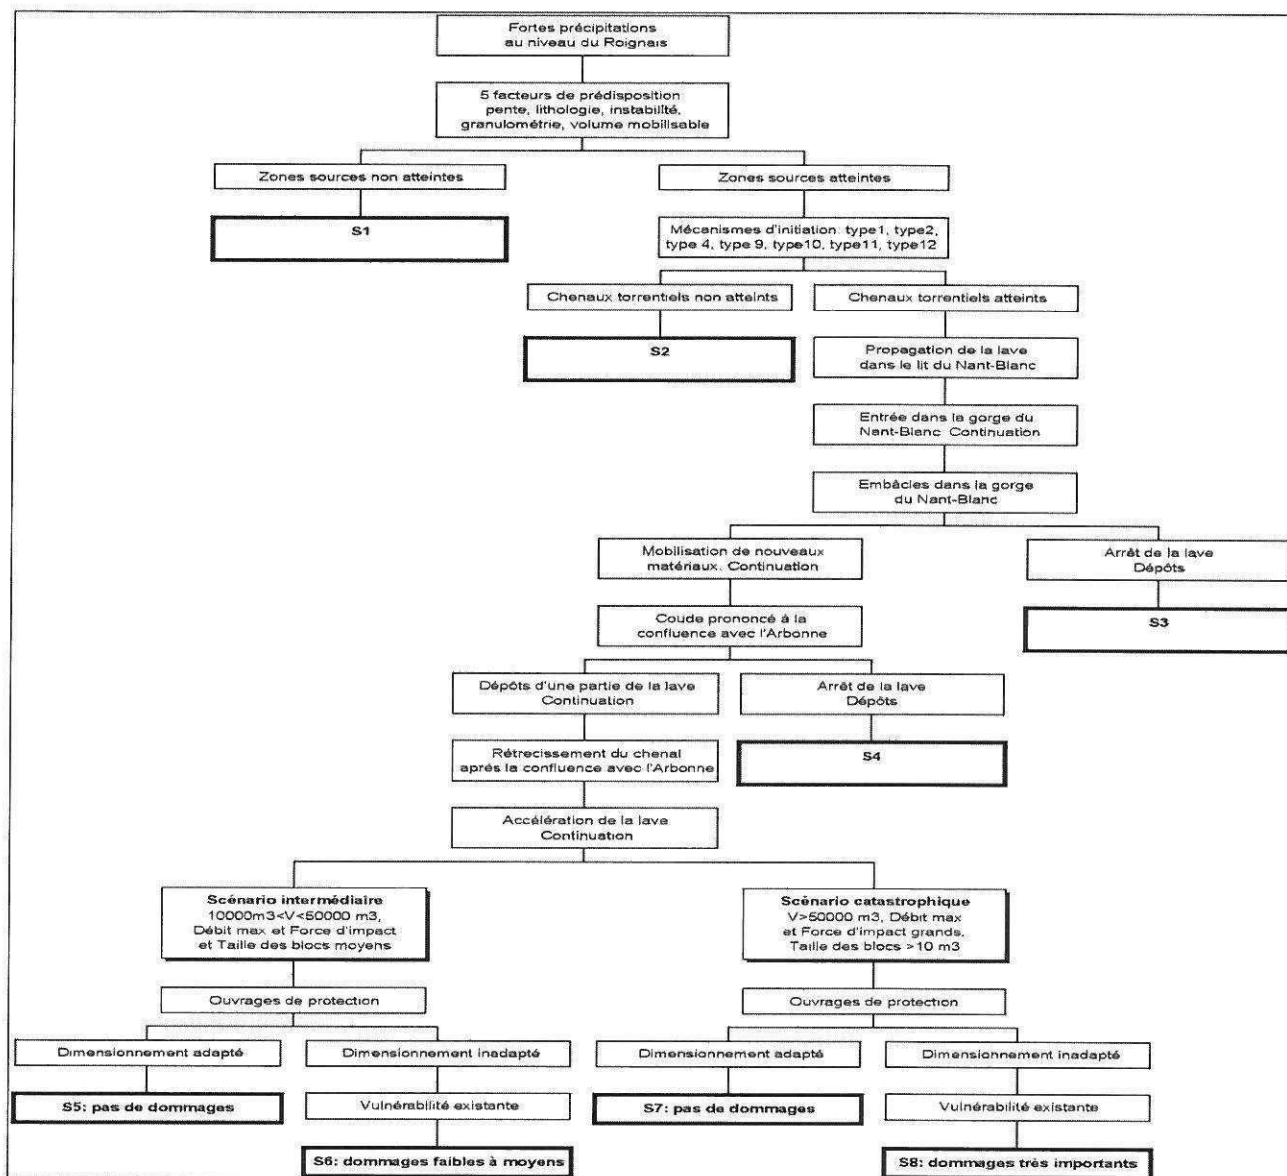 Fortes précipitations
au niveau du Roignais
5 facteurs de prédisposition
pente, lithologie, instabilité,
granulométrie, volume mobilisable
Zones sources non atteintes
Zones sources atteintes
S1
Mécanismes d'initiation: type1, type2,
type 4, type 9, type10, type11, type12
Chenaux torrentiels non atteints
Chenaux torrentiels atteints
S2
Propagation de la lave
dans le lit du Nant-Blanc
Entrée dans la gorge du
Nant-Blanc Continuation
Embâcles dans la gorge
du Nant-Blanc
Mobilisation de nouveaux
matériaux. Continuation
Arrêt de la lave
Dépôts
Coude prononcé à la
confluence avec l'Arbonne
S3
Dépôts d'une partie de la lave
Continuation
Arrêt de la lave
Dépôts
Rétrecissement du chenal
après la confluence avec l'Arbonne
S4
Accélération de la lave
Continuation
Scénario intermédiaire
10000m3<V<50000 m3,
Débit max et Force d'impact
et Taille des blocs moyens
Scénario catastrophique
V>50000 m3, Débit max
et Force d'impact grands,
Taille des blocs >10 m3
Ouvrages de protection
Ouvrages de protection
Dimensionnement adapté
Dimensionnement inadapté
Dimensionnement adapté
Dimensionnement inadapté
S5: pas de dommages
Vulnérabilité existante
S7: pas de dommages
Vulnérabilité existante
S6: dommages faibles à moyens
S8: dommages très importants